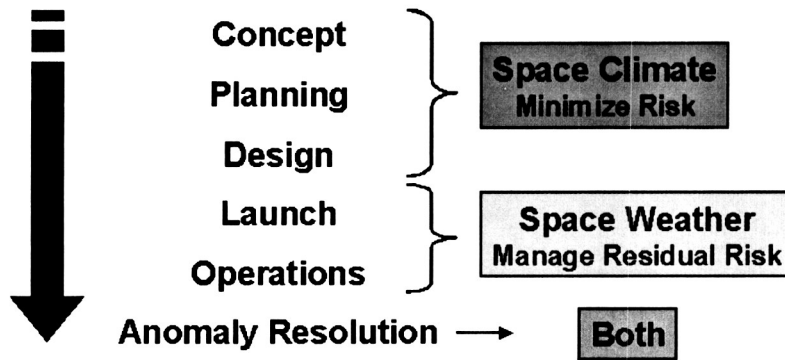 Concept
Planning
Design
Space Climate
Minimize Risk
Launch
Operations
Space Weather
Manage Residual Risk
Anomaly Resolution
Both